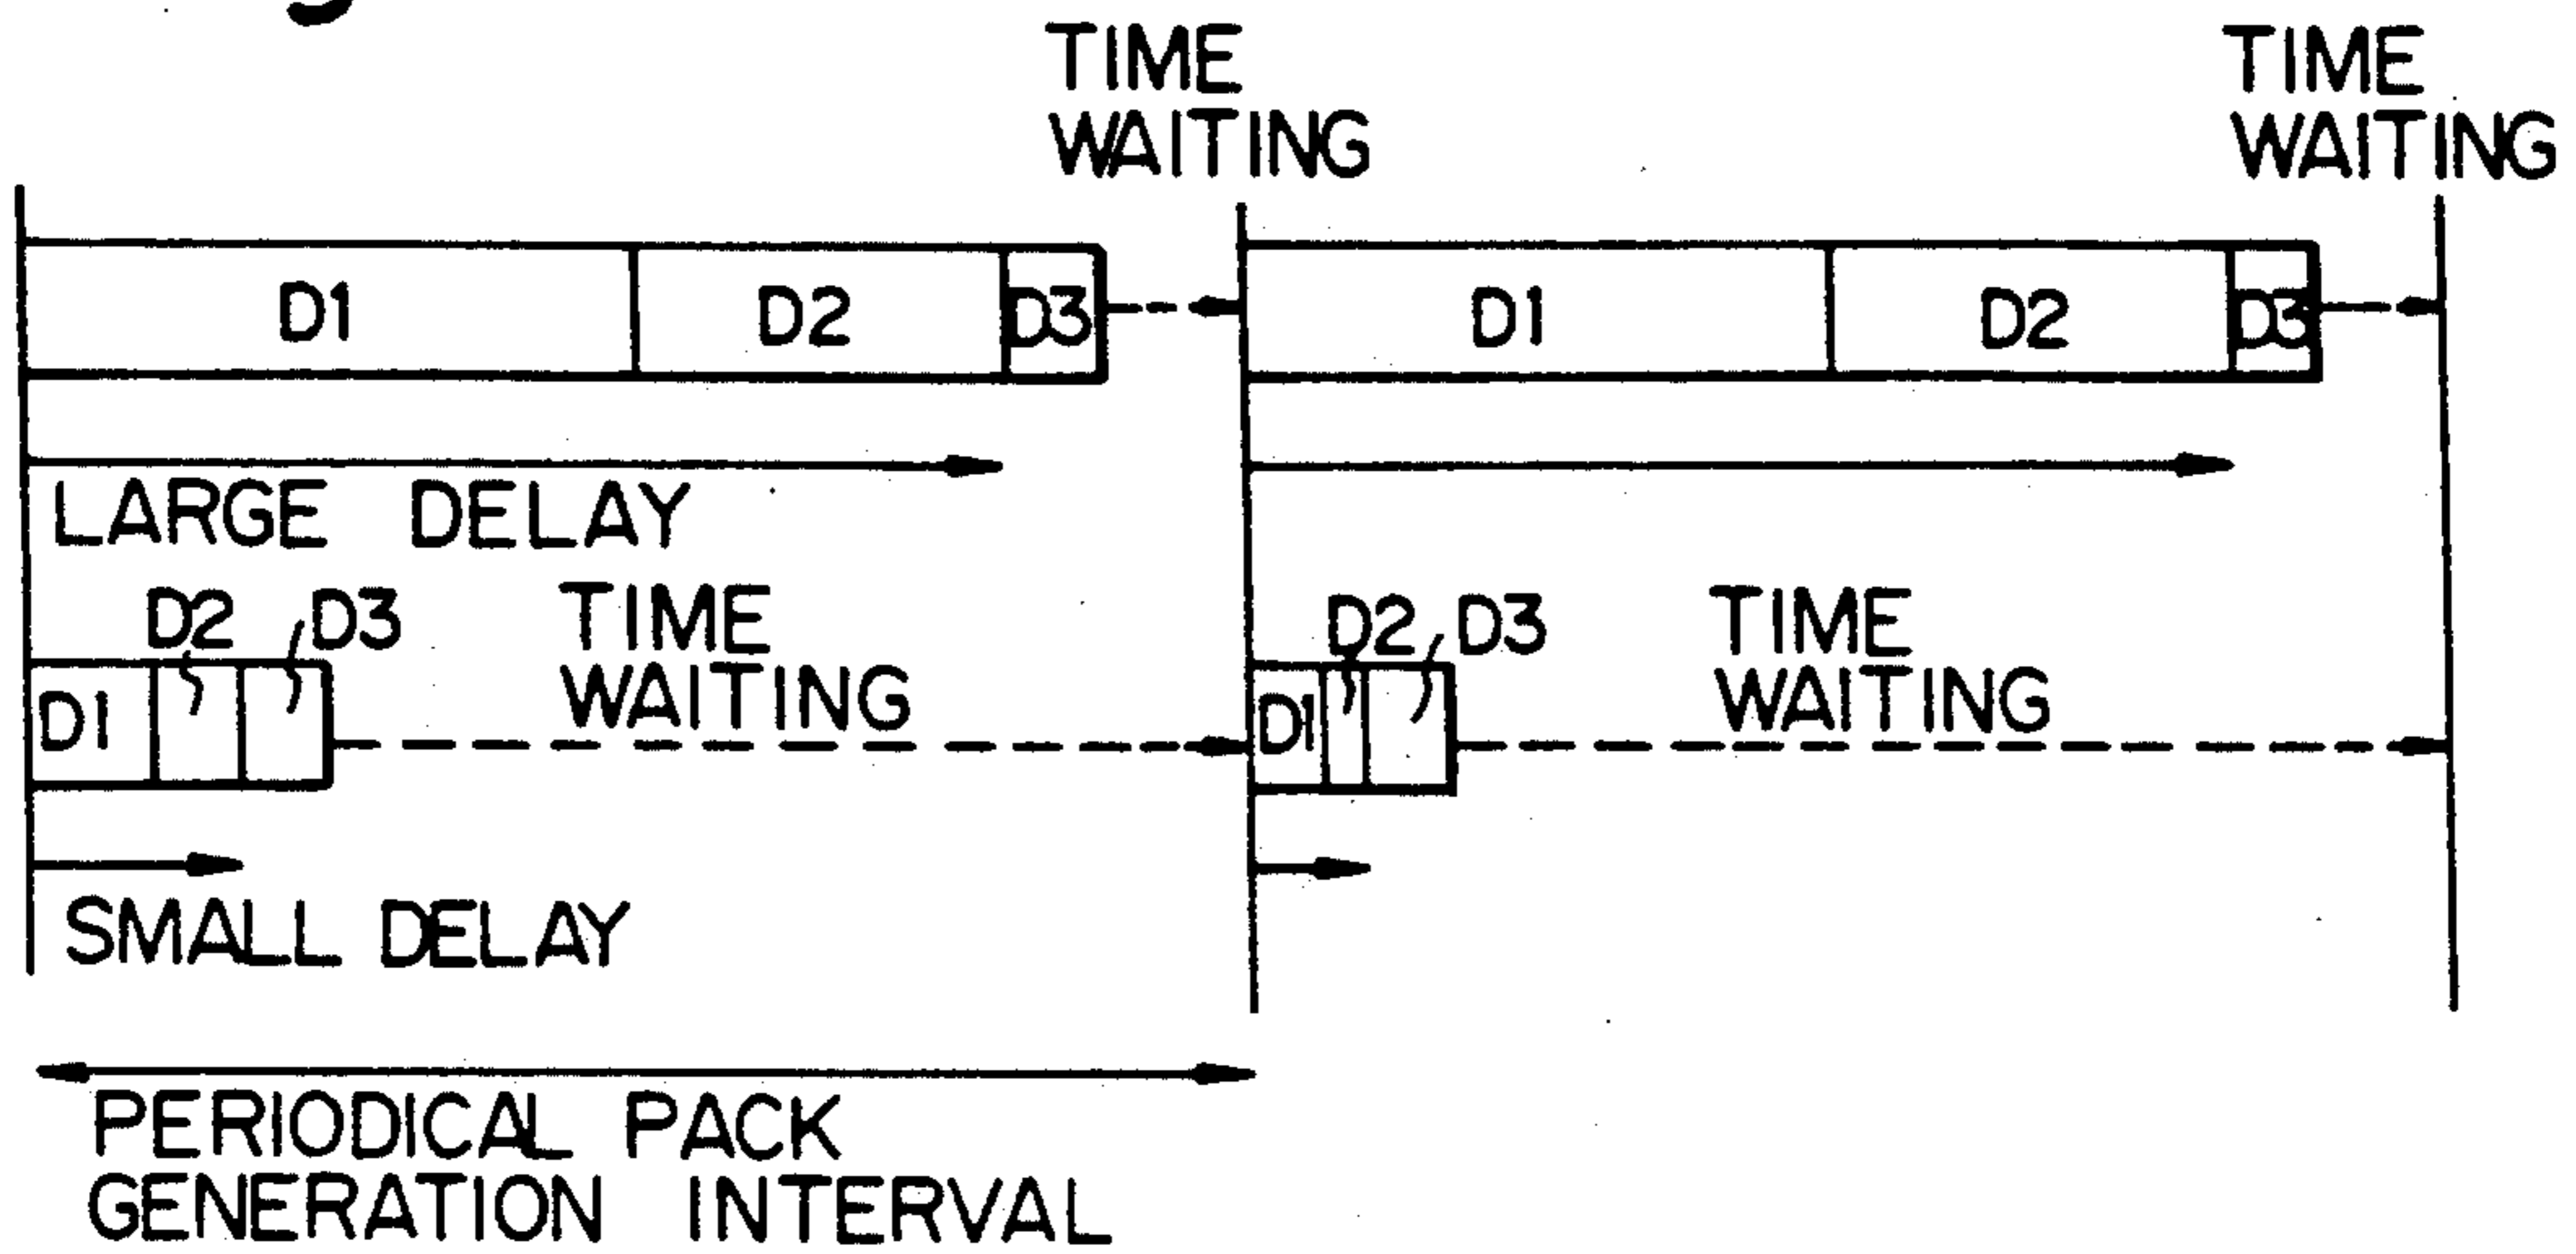 TIME
WAITING
TIME
WAITING
D1
D2
D3
D1
D2
D3
LARGE DELAY
D2
D3
TIME
WAITING
D2
D3
TIME
WAITING
D1
D1
SMALL DELAY
PERIODICAL PACK
GENERATION INTERVAL